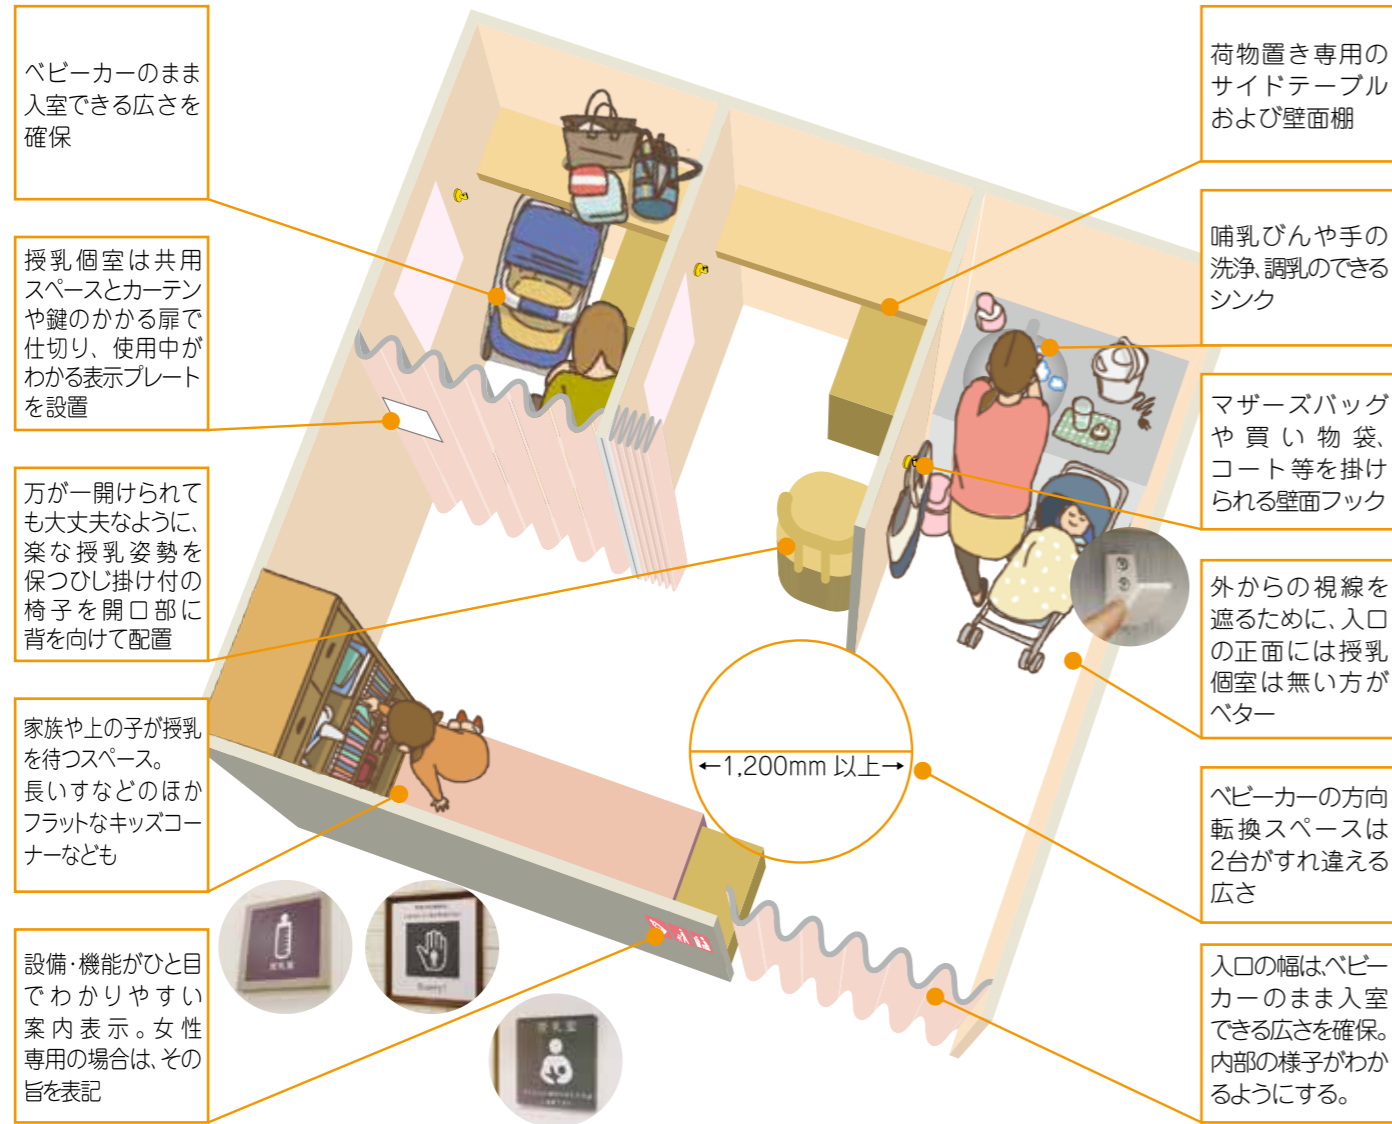 ベビーカーのまま
入室できる広さを
確保
授乳個室は共用
スペースとカーテン
や鍵のかかる扉で
仕切り、使用中が
わかる表示プレート
を設置
万が一開けられて
も大丈夫なように、
楽な授乳姿勢を
保つひじ掛け付の
椅子を開口部に
背を向けて配置
家族や上の子が授乳
を待つスペース。
長いすなどのほか
フラットなキッズコー
ナーなども
設備・機能がひと目
でわかりやすい
案内表示。女性
専用の場合は、その
旨を表記
荷物置き専用の
サイドテーブル
および壁面棚
哺乳びんや手の
洗浄、調乳のできる
シンク
マザーズバッグ
や買い物袋、
コート等を掛け
られる壁面フック
外からの視線を
遮るために、入口
の正面には授乳
個室は無い方が
ベター
ベビーカーの方向
転換スペースは
2台がすれ違える
広さ
入口の幅は、ベビー
カーのまま入室
できる広さを確保。
内部の様子がわか
るようにする。
←1,200mm 以上→
授乳室
授乳室